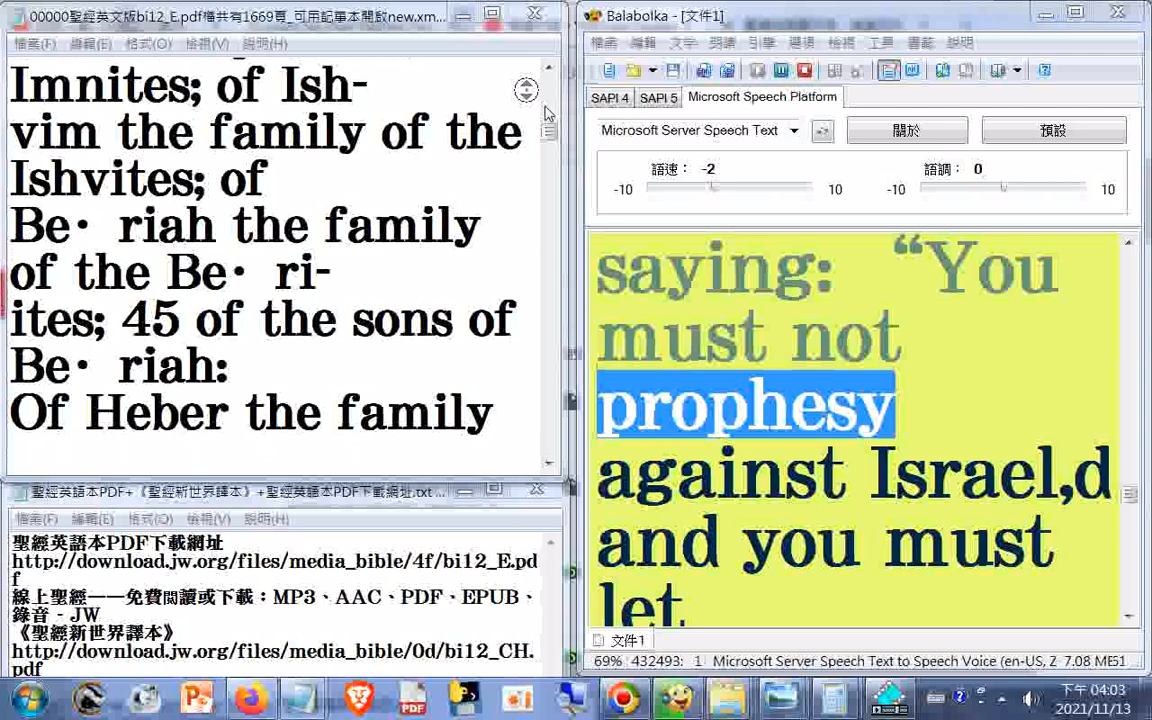 00000聖經英文版bi12_E.pdf檔共有1669頁_可用記事本開啟new.xm...
檔案(F) 編輯(E) 格式(O) 檢視(V) 說明(H)
Imnites; of Ish-
vim the family of the
Ishvites; of
Be· riah the family
of the Be· ri-
ites; 45 of the sons of
Be· riah:
Of Heber the family
聖經英語本PDF+《聖經新世界譯本》+聖經英語本PDF下載網址.txt ...
檔案(F) 編輯(E) 格式(O) 檢視(V) 說明(H)
聖經英語本PDF下載網址
http://download.jw.org/files/media_bible/4f/bi12_E.pd
f
線上聖經——免費閱讀或下載：MP3、AAC、PDF、EPUB、
錄音 - JW
《聖經新世界譯本》
http://download.jw.org/files/media_bible/0d/bi12_CH.
pdf
Balabolka - [文件1]
檔案 編輯 文字 朗讀 引擎 選項 檢視 工具 書籤 說明
SAPI 4 SAPI 5 Microsoft Speech Platform
Microsoft Server Speech Text 關於 預設
語速： -2 語調： 0
-10 10 -10 10
saying: “You
must not
prophesy
against Israel,d
and you must
let
文件1
69% 432493: 1 Microsoft Server Speech Text to Speech Voice (en-US, Z 7.08 ME51
下午 04:03
2021/11/13